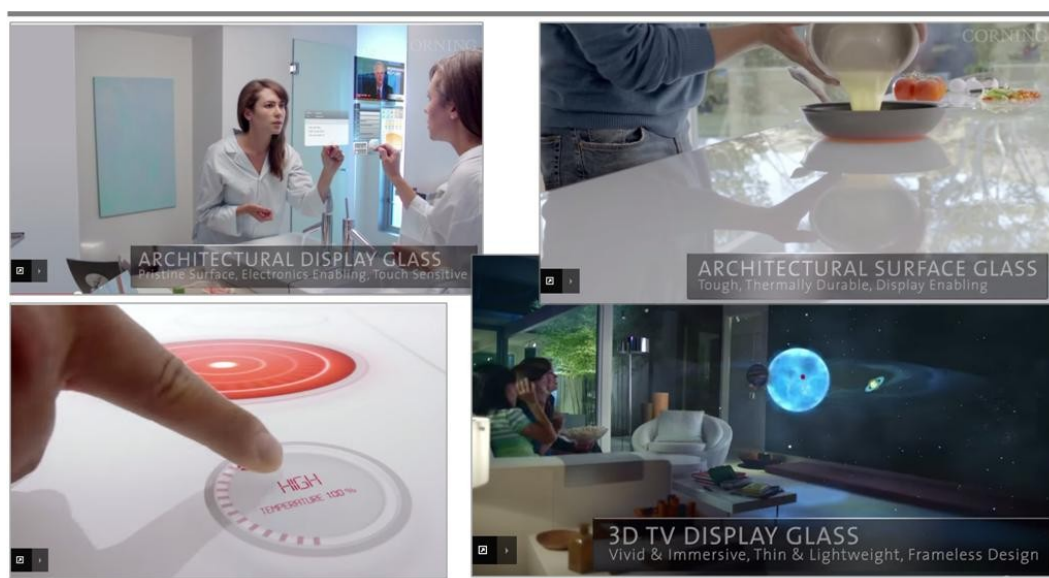 CORNING
ARCHITECTURAL DISPLAY GLASS
Pristine Surface, Electronics Enabling, Touch Sensitive
CORNING
ARCHITECTURAL SURFACE GLASS
Tough, Thermally Durable, Display Enabling
HIGH
TEMPERATURE 100 %
3D TV DISPLAY GLASS
Vivid & Immersive, Thin & Lightweight, Frameless Design